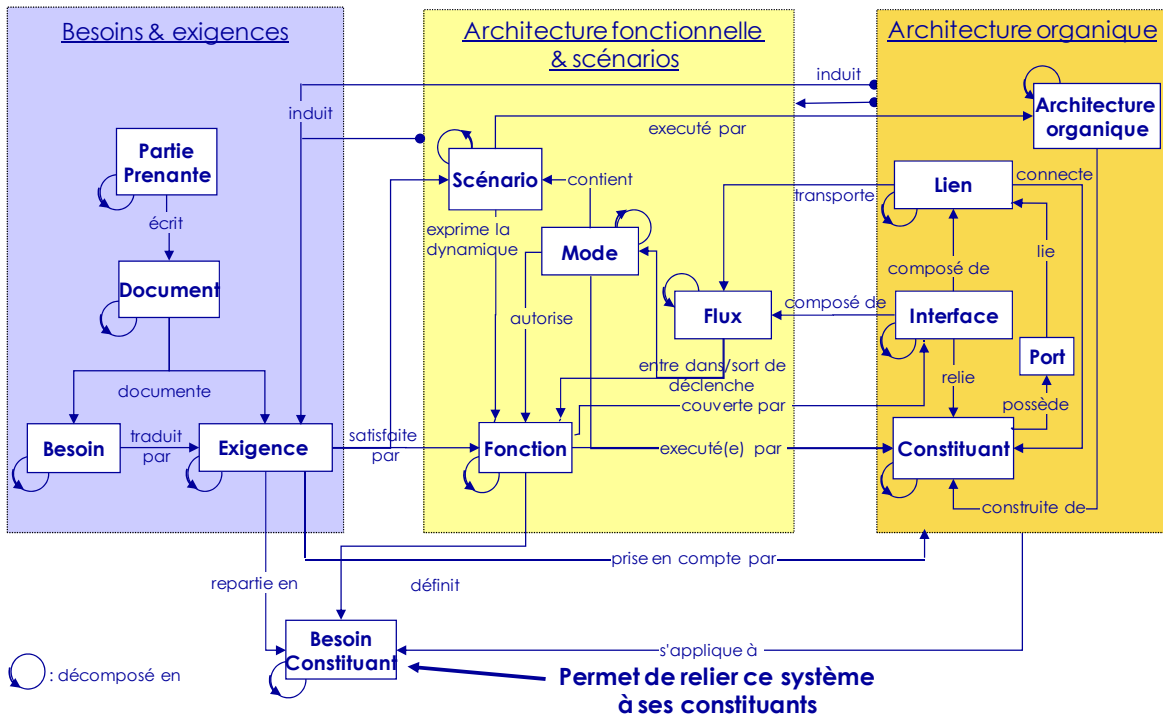 Besoins & exigences
Architecture fonctionnelle
& scénarios
Architecture organique
induit
induit
executé par
Architecture
organique
Partie
Prenante
Scénario
contient
transporte
Lien
connecte
écrit
exprime la
dynamique
Mode
lie
composé de
Document
autorise
Flux
composé de
Interface
Port
entre dans/sort de
déclenche
relie
documente
couverte par
possède
Besoin
traduit
par
Exigence
satisfaite
par
Fonction
executé(e) par
Constituant
construite de
prise en compte par
repartie en
définit
Besoin
Constituant
s'applique à
: décomposé en
Permet de relier ce système
à ses constituants